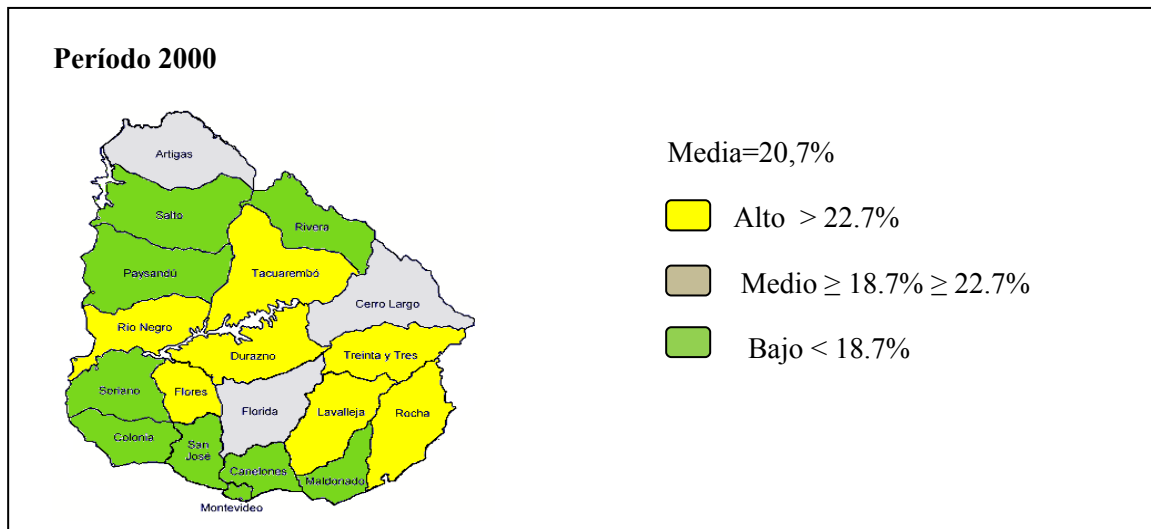 Período 2000
Media=20,7%
Alto > 22.7%
Medio ≥ 18.7% ≥ 22.7%
Bajo < 18.7%
Artigas
Salto
Rivera
Paysandú
Tacuarembó
Cerro Largo
Río Negro
Durazno
Treinta y Tres
Soriano
Flores
Florida
Lavalleja
Rocha
Colonia
San
José
Canelones
Maldonado
Montevideo